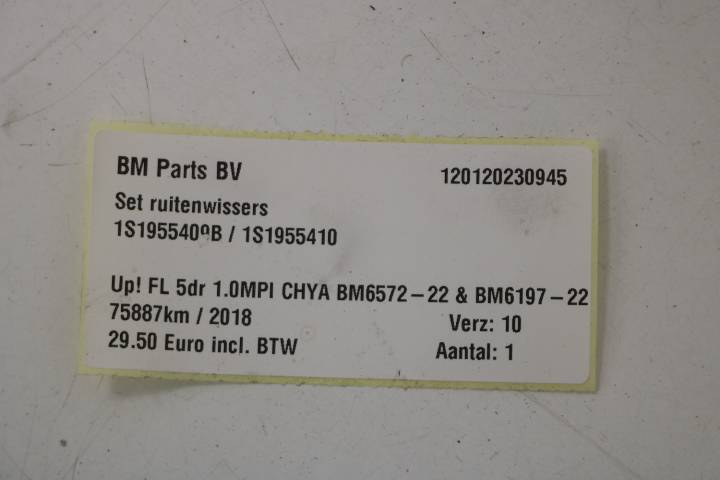 BM Parts BV 120120230945
Set ruitenwissers
1S1955409B / 1S1955410
Up! FL 5dr 1.0MPI CHYA BM6572-22 & BM6197-22
75887km / 2018 Verz: 10
29.50 Euro incl. BTW Aantal: 1